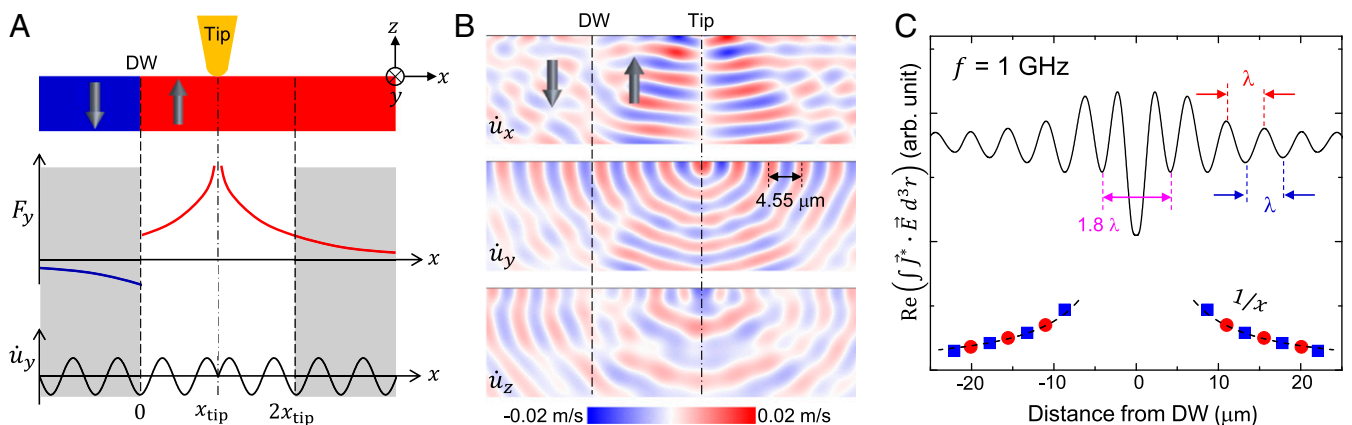 A
Tip
DW
z
x
y
F_y
x
u̇_y
x
0
x_tip
2x_tip
B
DW
Tip
u̇_x
u̇_y
4.55 μm
u̇_z
-0.02 m/s
0.02 m/s
C
f = 1 GHz
λ
λ
1.8 λ
1/x
Re (∫ J⃗* · E⃗ d³r) (arb. unit)
-20
-10
0
10
20
Distance from DW (μm)